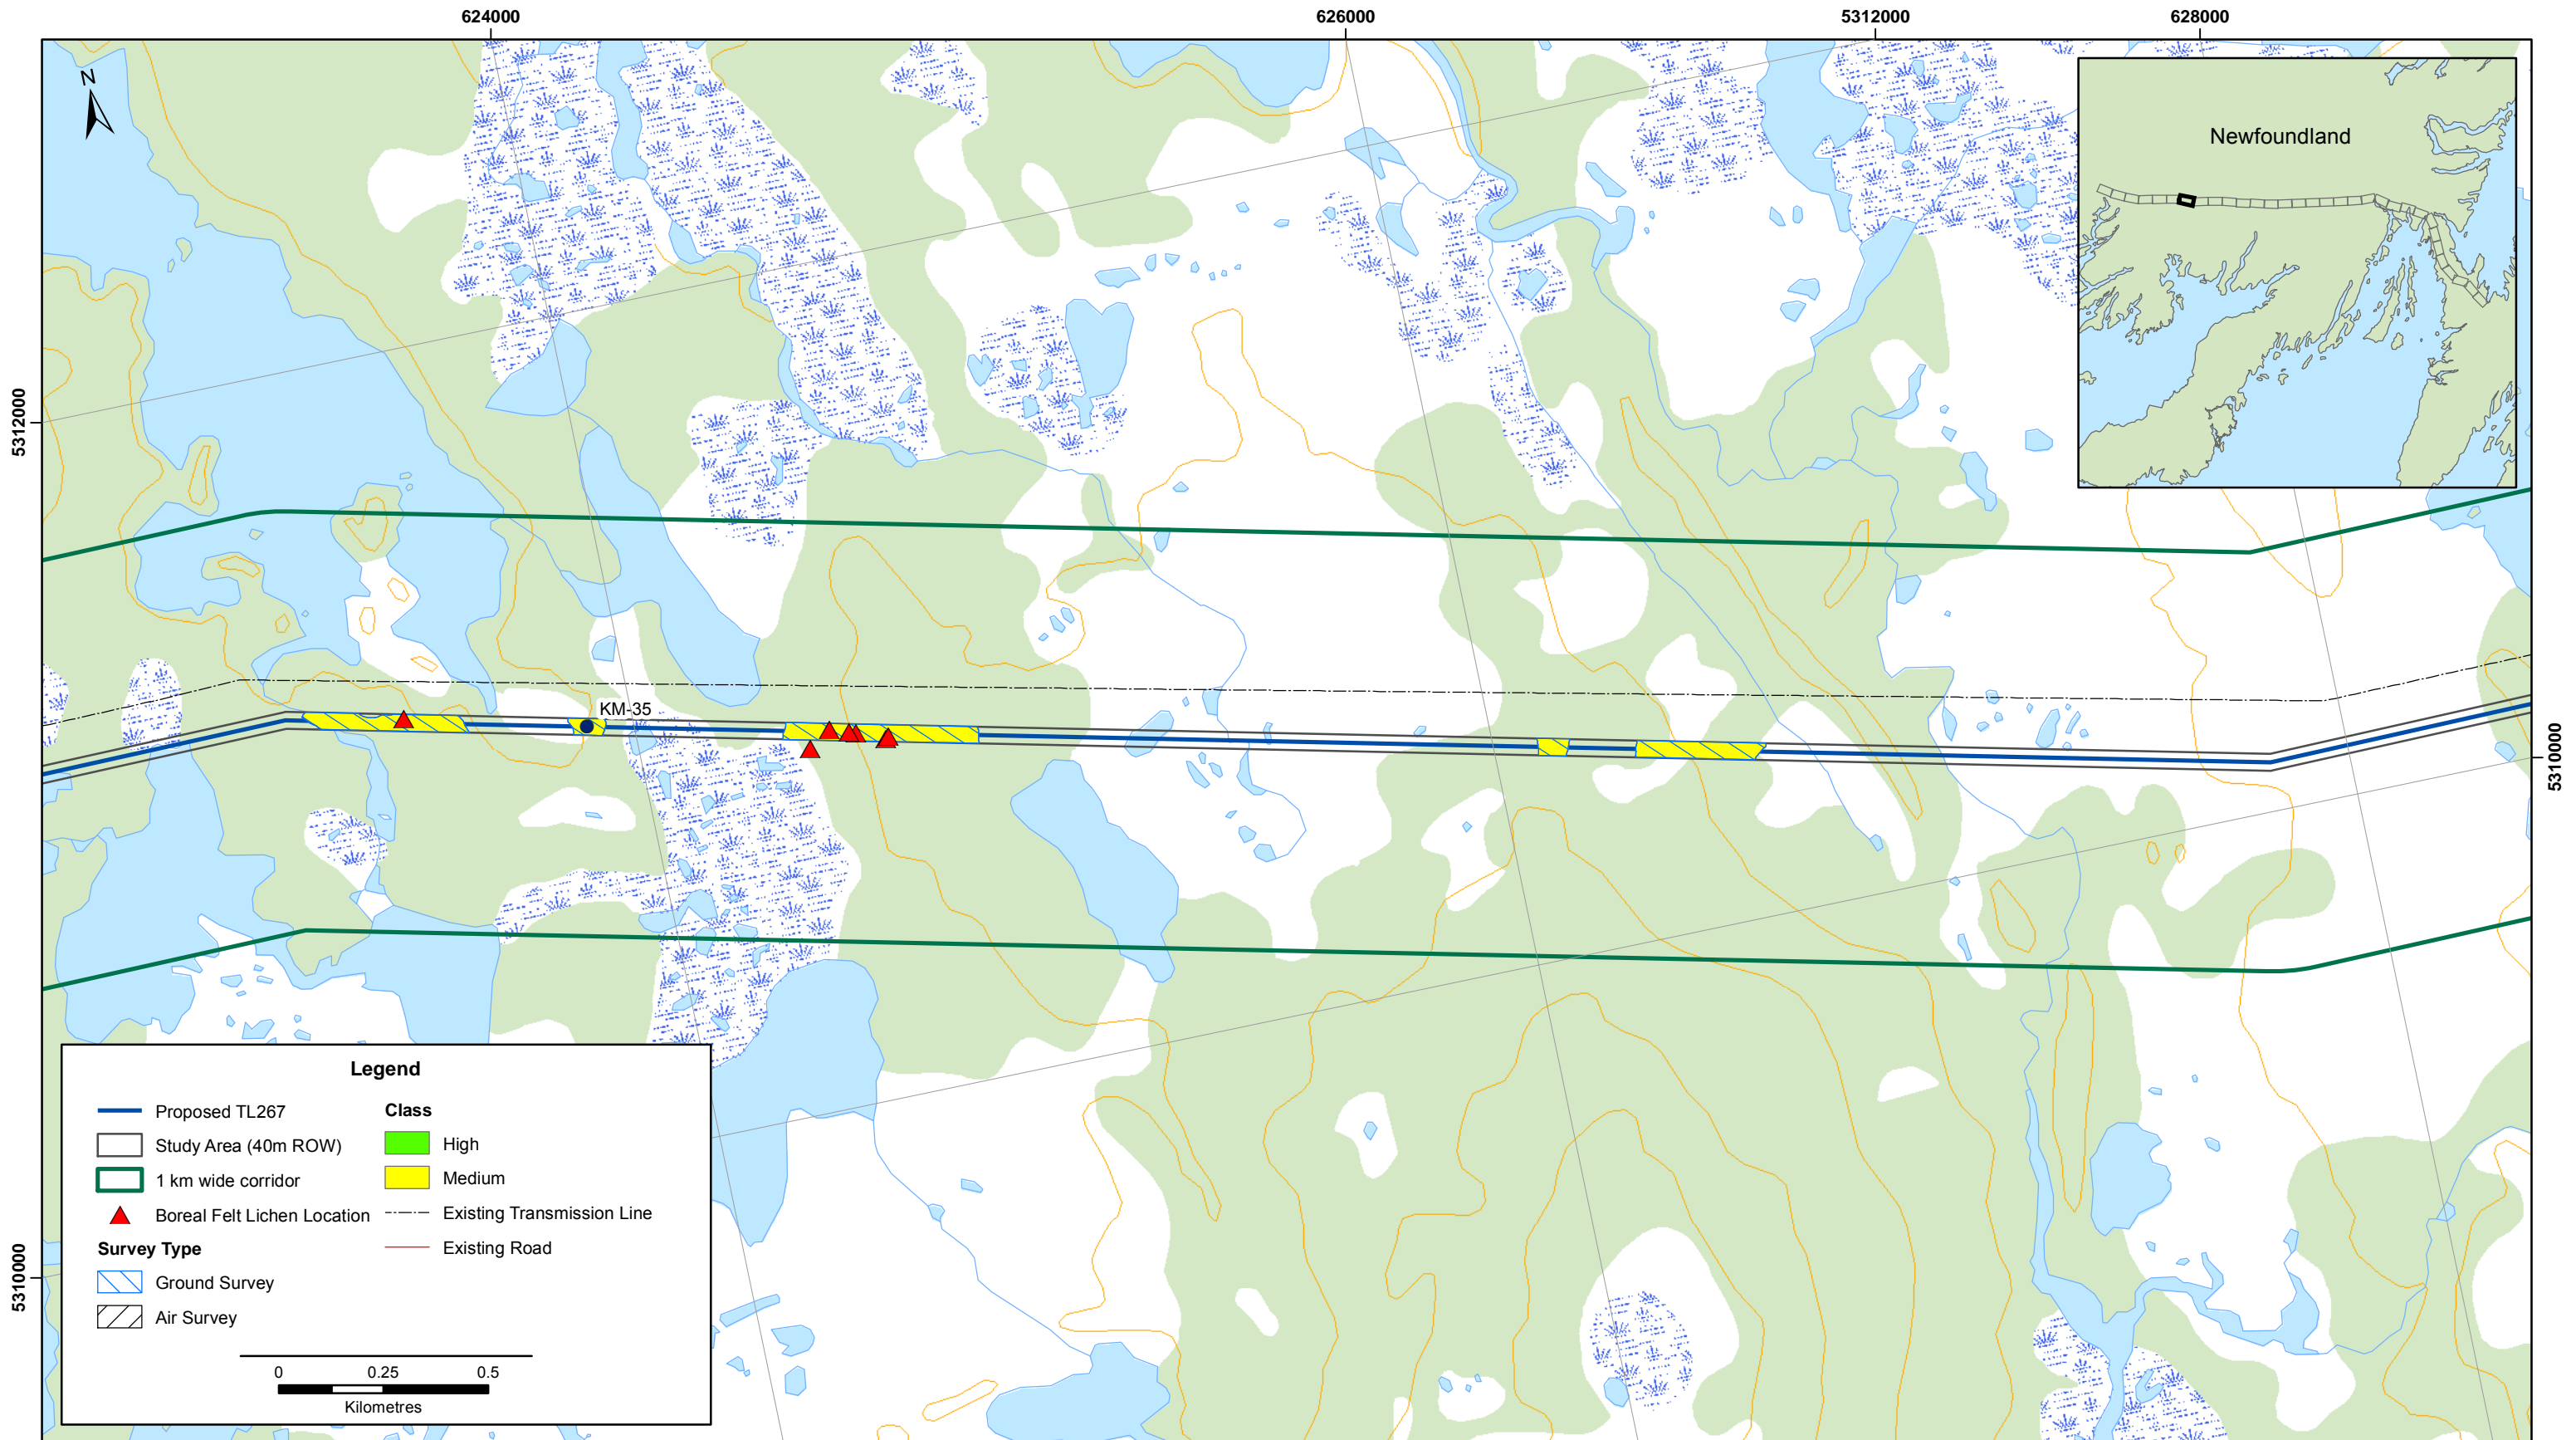 624000
626000
5312000
628000
N
Newfoundland
5312000
KM-35
5310000
5310000
Legend
Proposed TL267
Study Area (40m ROW)
1 km wide corridor
Boreal Felt Lichen Location
Survey Type
Ground Survey
Air Survey
Class
High
Medium
Existing Transmission Line
Existing Road
0 0.25 0.5
Kilometres